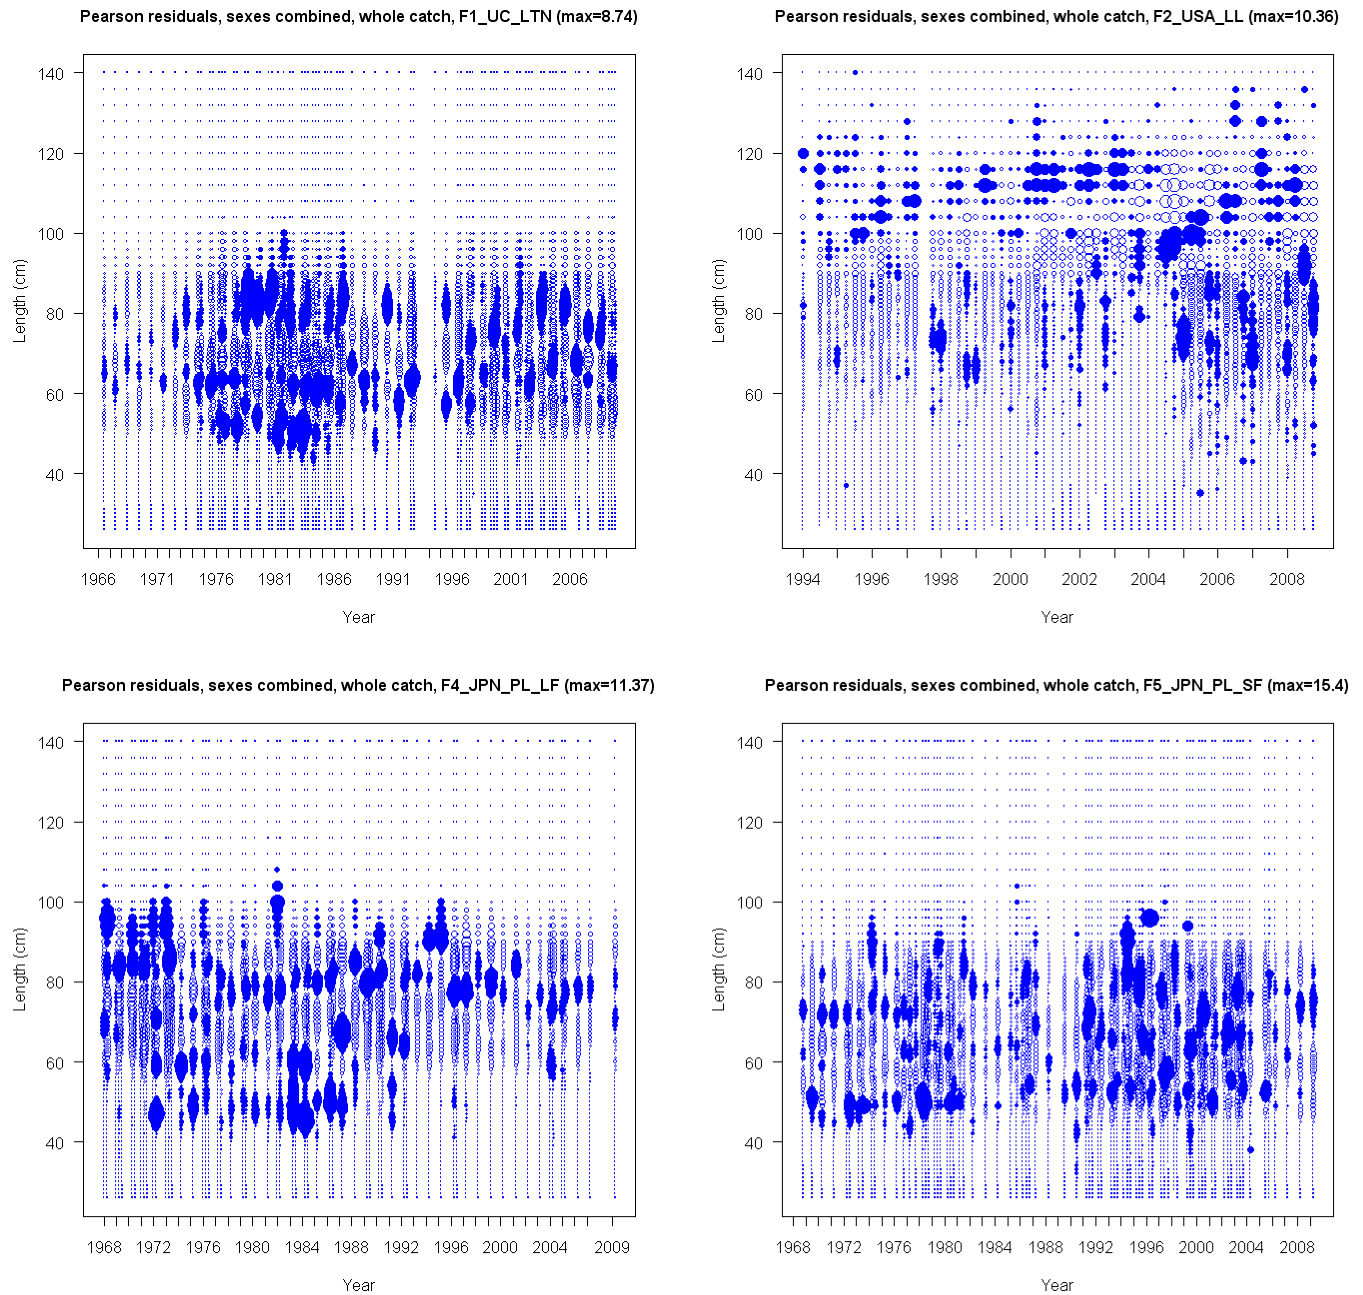 Pearson residuals, sexes combined, whole catch, F1_UC_LTN (max=8.74)
140
120
100
80
60
40
Length (cm)
1966 1971 1976 1981 1986 1991 1996 2001 2006
Year
Pearson residuals, sexes combined, whole catch, F2_USA_LL (max=10.36)
140
120
100
80
60
40
Length (cm)
1994 1996 1998 2000 2002 2004 2006 2008
Year
Pearson residuals, sexes combined, whole catch, F4_JPN_PL_LF (max=11.37)
140
120
100
80
60
40
Length (cm)
1968 1972 1976 1980 1984 1988 1992 1996 2000 2009
Year
Pearson residuals, sexes combined, whole catch, F5_JPN_PL_SF (max=15.4)
140
120
100
80
60
40
Length (cm)
1968 1972 1976 1980 1984 1988 1992 1996 2000 2004 2008
Year